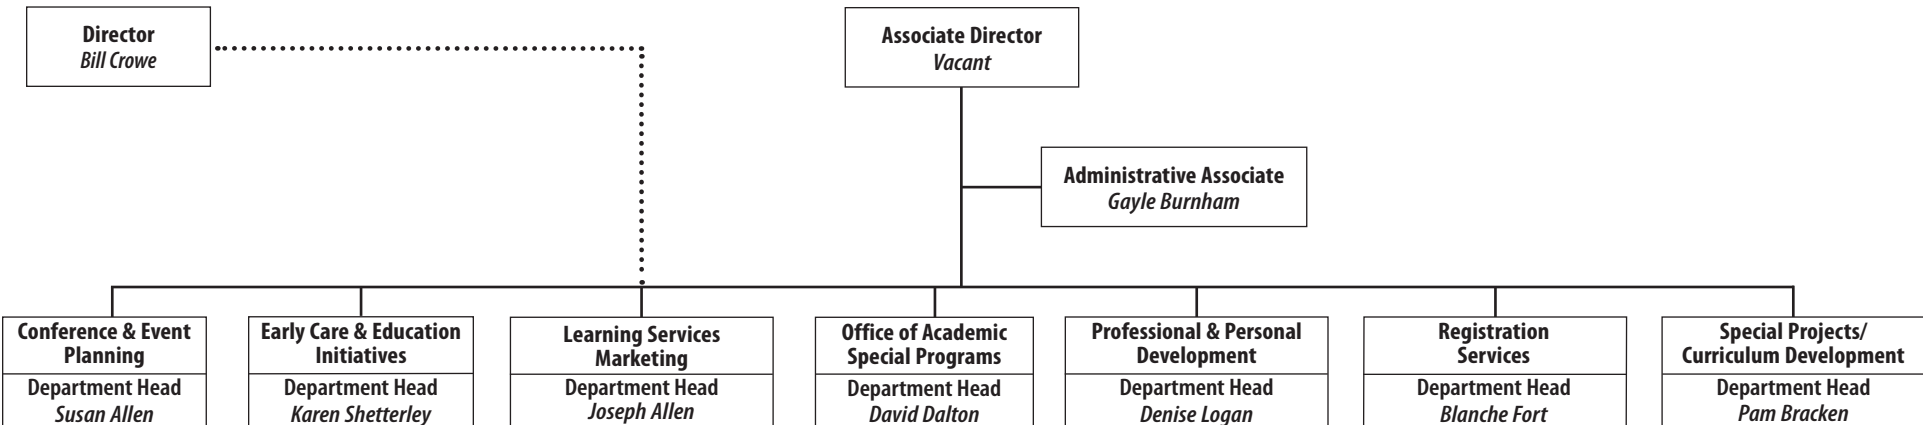 Director
Bill Crowe
Associate Director
Vacant
Administrative Associate
Gayle Burnham
Conference & Event
Planning
Department Head
Susan Allen
Early Care & Education
Initiatives
Department Head
Karen Shetterley
Learning Services
Marketing
Department Head
Joseph Allen
Office of Academic
Special Programs
Department Head
David Dalton
Professional & Personal
Development
Department Head
Denise Logan
Registration
Services
Department Head
Blanche Fort
Special Projects/
Curriculum Development
Department Head
Pam Bracken